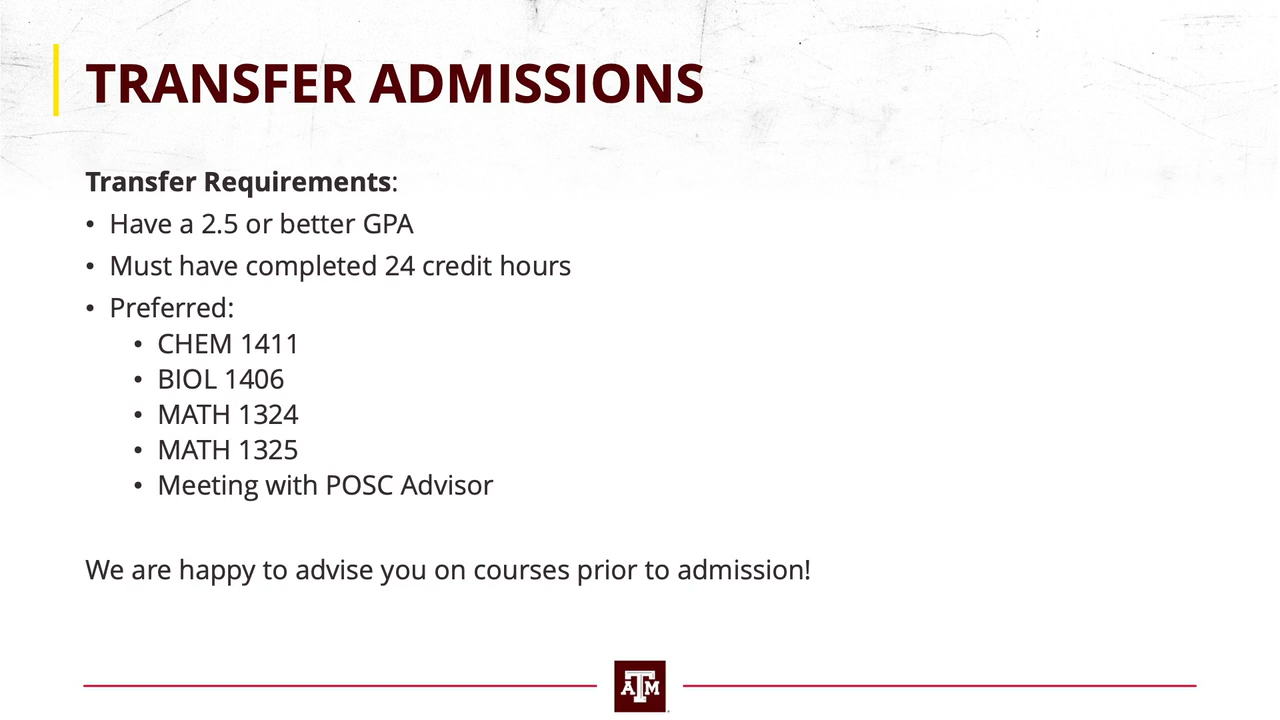 TRANSFER ADMISSIONS
Transfer Requirements:
• Have a 2.5 or better GPA
• Must have completed 24 credit hours
• Preferred:
• CHEM 1411
• BIOL 1406
• MATH 1324
• MATH 1325
• Meeting with POSC Advisor
We are happy to advise you on courses prior to admission!
ATM